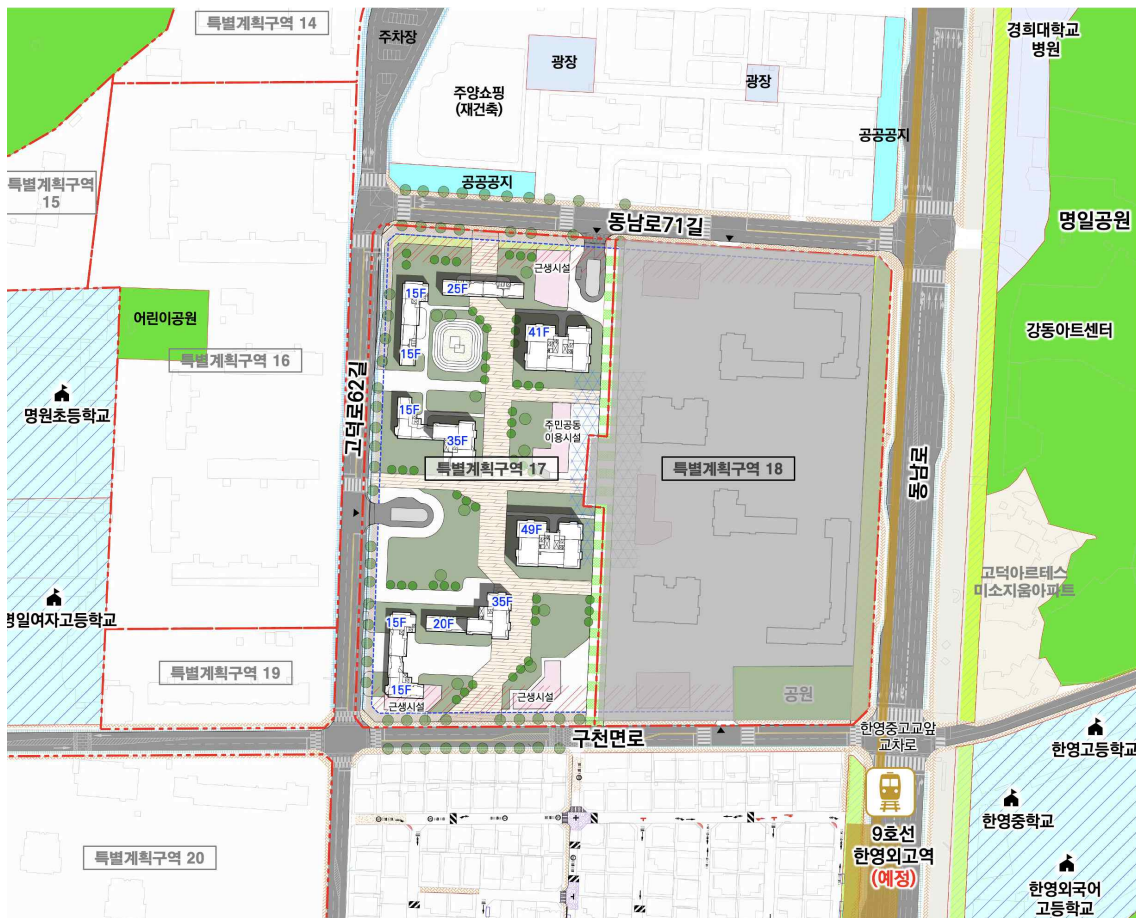 특별계획구역 14
주차장
경희대학교
병원
광장
광장
주양쇼핑
(재건축)
공공공지
특별계획구역
15
공공공지
동남로71길
명일공원
근생시설
15F
25F
어린이공원
41F
강동아트센터
15F
특별계획구역 16
고덕로62길
명원초등학교
15F
주민공동
이용시설
35F
특별계획구역 17
특별계획구역 18
동남로
49F
고덕아르테스
미소지움아파트
명일여자고등학교
35F
15F
20F
특별계획구역 19
15F
근생시설
근생시설
공원
구천면로
한영중고교앞
교차로
한영고등학교
9호선
한영외고역
(예정)
한영중학교
특별계획구역 20
한영외국어
고등학교